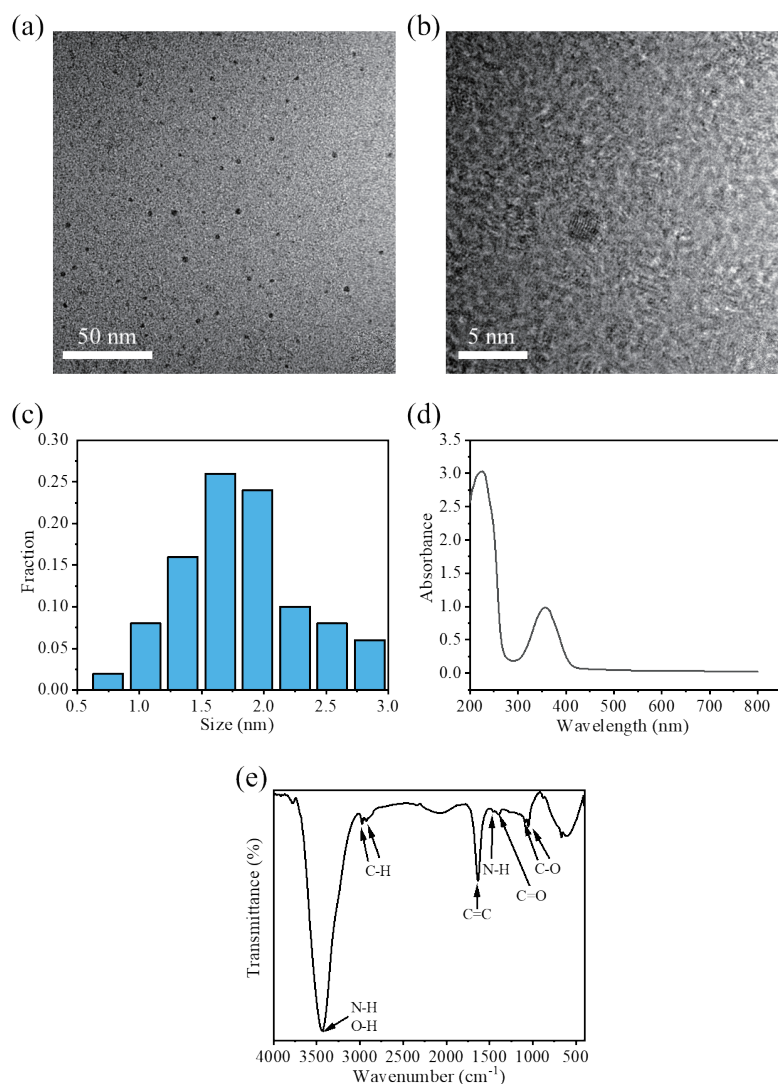 (a)
(b)
50 nm
5 nm
(c)
(d)
0.30
0.25
0.20
0.15
0.10
0.05
0.00
Fraction
0.5 1.0 1.5 2.0 2.5 3.0
Size (nm)
3.5
3.0
2.5
2.0
1.5
1.0
0.5
0.0
Absorbance
200 300 400 500 600 700 800
Wavelength (nm)
(e)
Transmittance (%)
C-H
N-H
C-O
C=O
C=C
N-H
O-H
4000 3500 3000 2500 2000 1500 1000 500
Wavenumber (cm⁻¹)